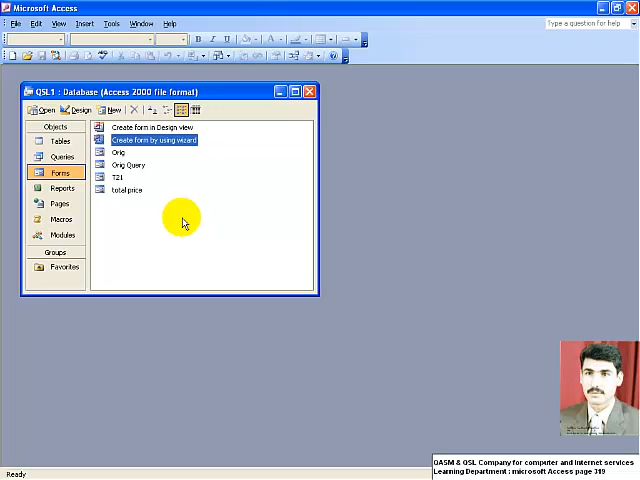 Microsoft Access
File Edit View Insert Tools Window Help
Type a question for help
QSL1 : Database (Access 2000 file format)
Open Design New
Objects
Tables
Queries
Forms
Reports
Pages
Macros
Modules
Groups
Favorites
Create form in Design view
Create form by using wizard
Orig
Orig Query
T21
total price
QASM & QSL Company for computer and Internet services
Learning Department : microsoft Access page 319
Ready